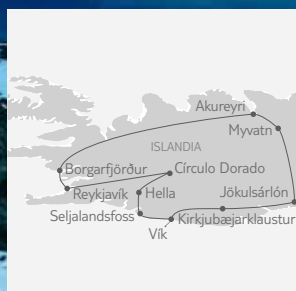 Akureyri
Myvatn
ISLANDIA
Borgarfjörður
Círculo Dorado
Reykjavík
Hella
Jökulsárlón
Seljalandsfoss
Kirkjubæjarklaustur
Vík